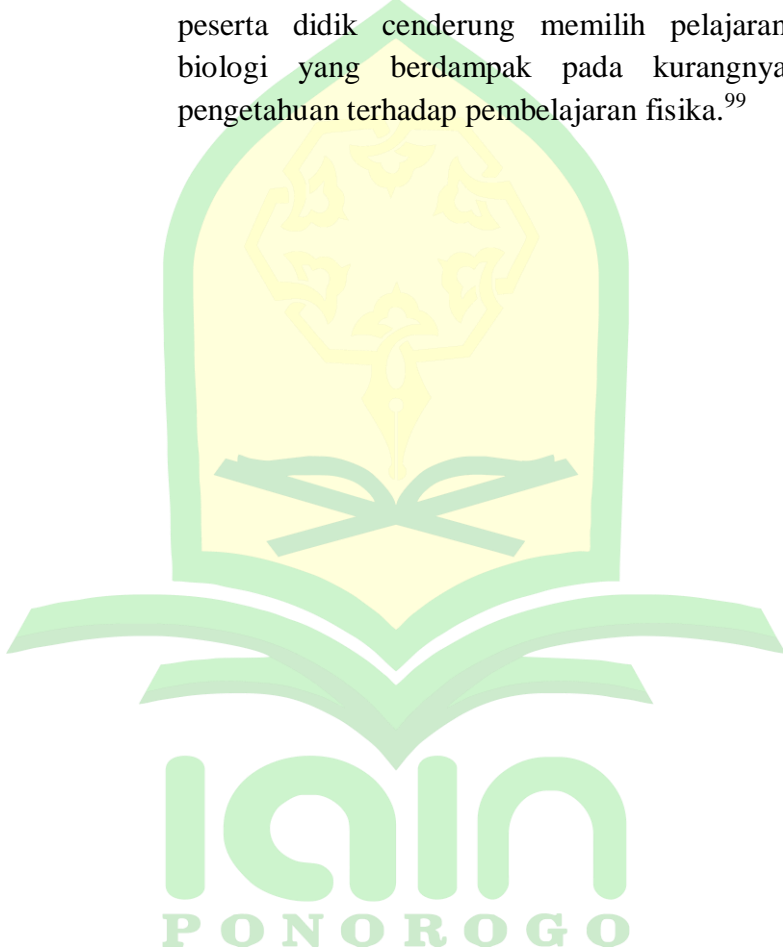 peserta didik cenderung memilih pelajaran
biologi yang berdampak pada kurangnya
pengetahuan terhadap pembelajaran fisika.⁹⁹
iain
PONOROGO